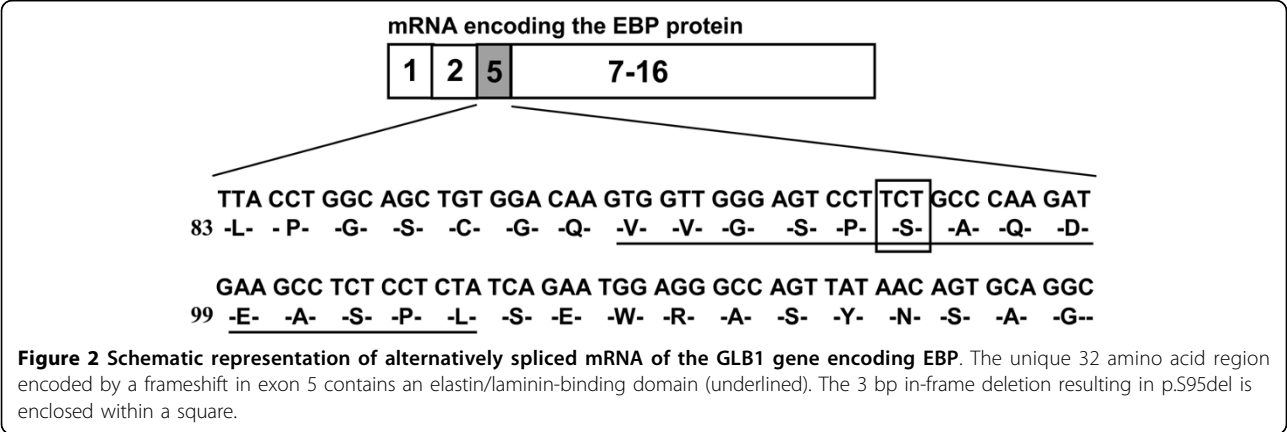 mRNA encoding the EBP protein
1 2 5 7-16
TTA CCT GGC AGC TGT GGA CAA GTG GTT GGG AGT CCT TCT GCC CAA GAT
83 -L- - P- -G- -S- -C- -G- -Q- -V- -V- -G- -S- -P- -S- -A- -Q- -D-
GAA GCC TCT CCT CTA TCA GAA TGG AGG GCC AGT TAT AAC AGT GCA GGC
99 -E- -A- -S- -P- -L- -S- -E- -W- -R- -A- -S- -Y- -N- -S- -A- -G--
Figure 2 Schematic representation of alternatively spliced mRNA of the GLB1 gene encoding EBP. The unique 32 amino acid region
encoded by a frameshift in exon 5 contains an elastin/laminin-binding domain (underlined). The 3 bp in-frame deletion resulting in p.S95del is
enclosed within a square.